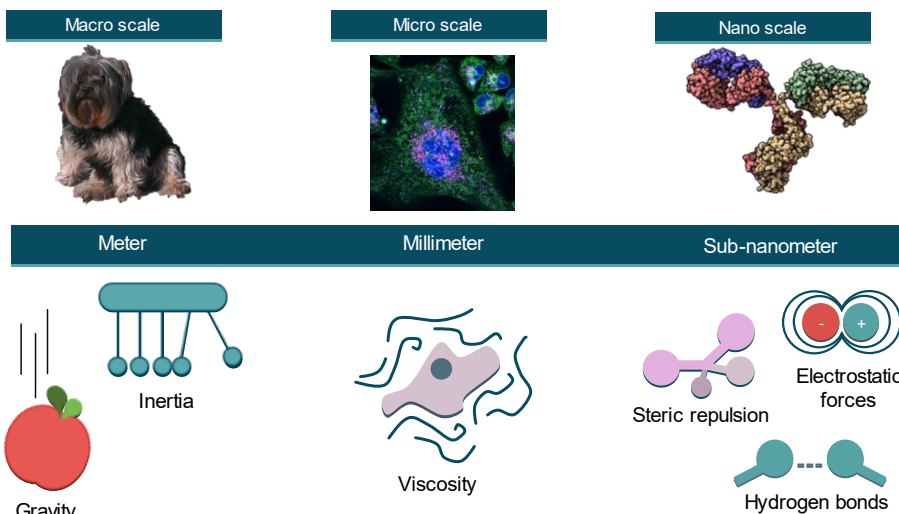 Macro scale
Micro scale
Nano scale
Meter
Millimeter
Sub-nanometer
-
+
Inertia
Steric repulsion
Electrostatic
forces
Viscosity
Hydrogen bonds
Gravity